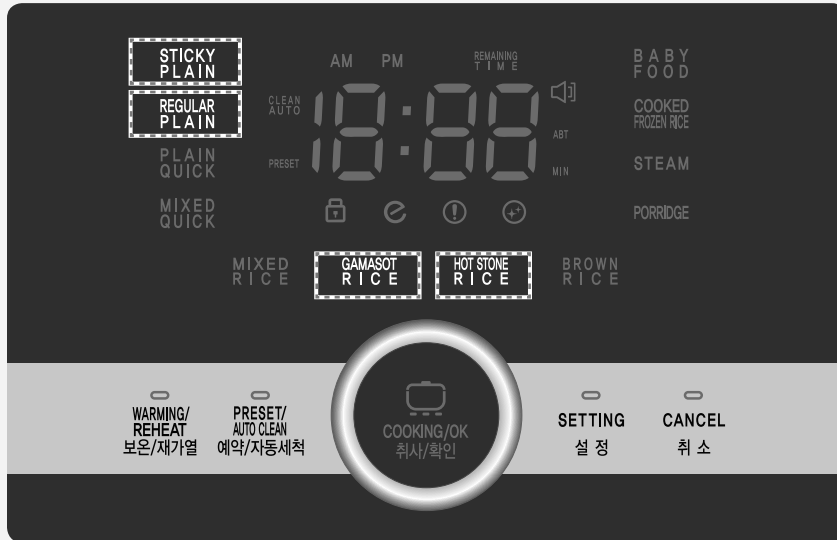 STICKY
PLAIN
REGULAR
PLAIN
PLAIN
QUICK
MIXED
QUICK
AM PM
REMAINING
TIME
CLEAN
AUTO
18:88
ABT
PRESET
MIN
BABY
FOOD
COOKED
FROZEN RICE
STEAM
PORRIDGE
MIXED
RICE
GAMASOT
RICE
HOT STONE
RICE
BROWN
RICE
WARMING/
REHEAT
보온/재가열
PRESET/
AUTO CLEAN
예약/자동세척
COOKING/OK
취사/확인
SETTING
설 정
CANCEL
취 소